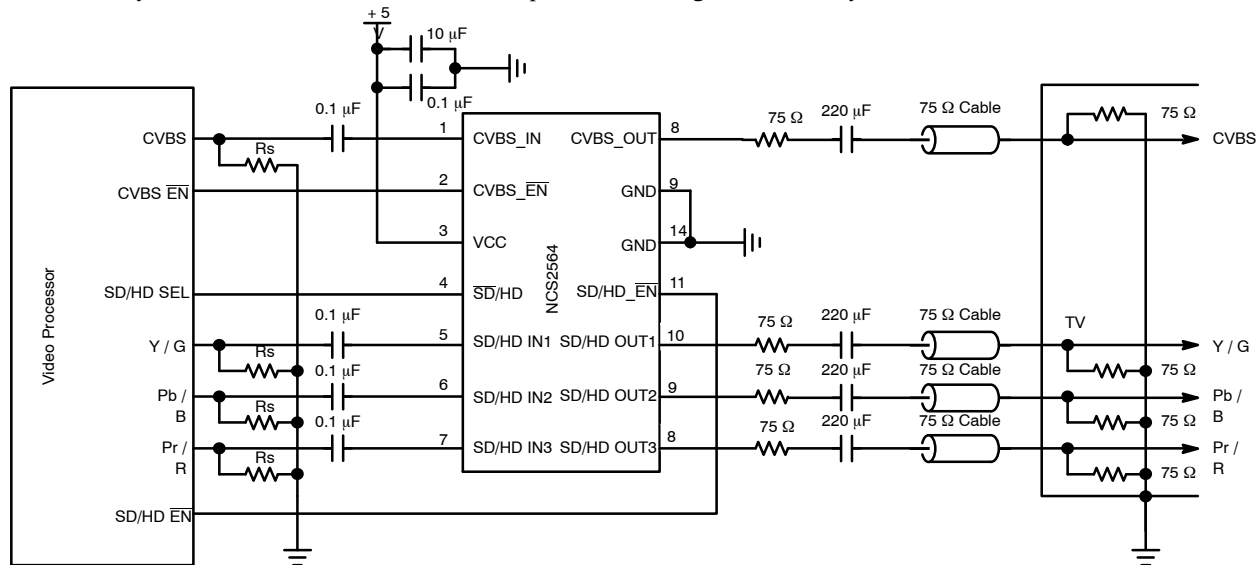 + 5
V
10 µF
0.1 µF
0.1 µF
CVBS
Rs
CVBS EN
SD/HD SEL
Y / G
Rs
0.1 µF
Pb /
B
Rs
0.1 µF
Pr /
R
Rs
0.1 µF
SD/HD EN
Video Processor
1 CVBS_IN
2 CVBS_EN
3 VCC
4 SD/HD
5 SD/HD IN1
6 SD/HD IN2
7 SD/HD IN3
NCS2564
CVBS_OUT 8
GND 9
GND 14
SD/HD_EN 11
SD/HD OUT1 10
SD/HD OUT2 9
SD/HD OUT3 8
75 Ω
220 µF
75 Ω Cable
75 Ω
CVBS
75 Ω
220 µF
75 Ω Cable
TV
Y / G
75 Ω
75 Ω
220 µF
75 Ω Cable
Pb /
B
75 Ω
75 Ω
220 µF
75 Ω Cable
Pr /
R
75 Ω